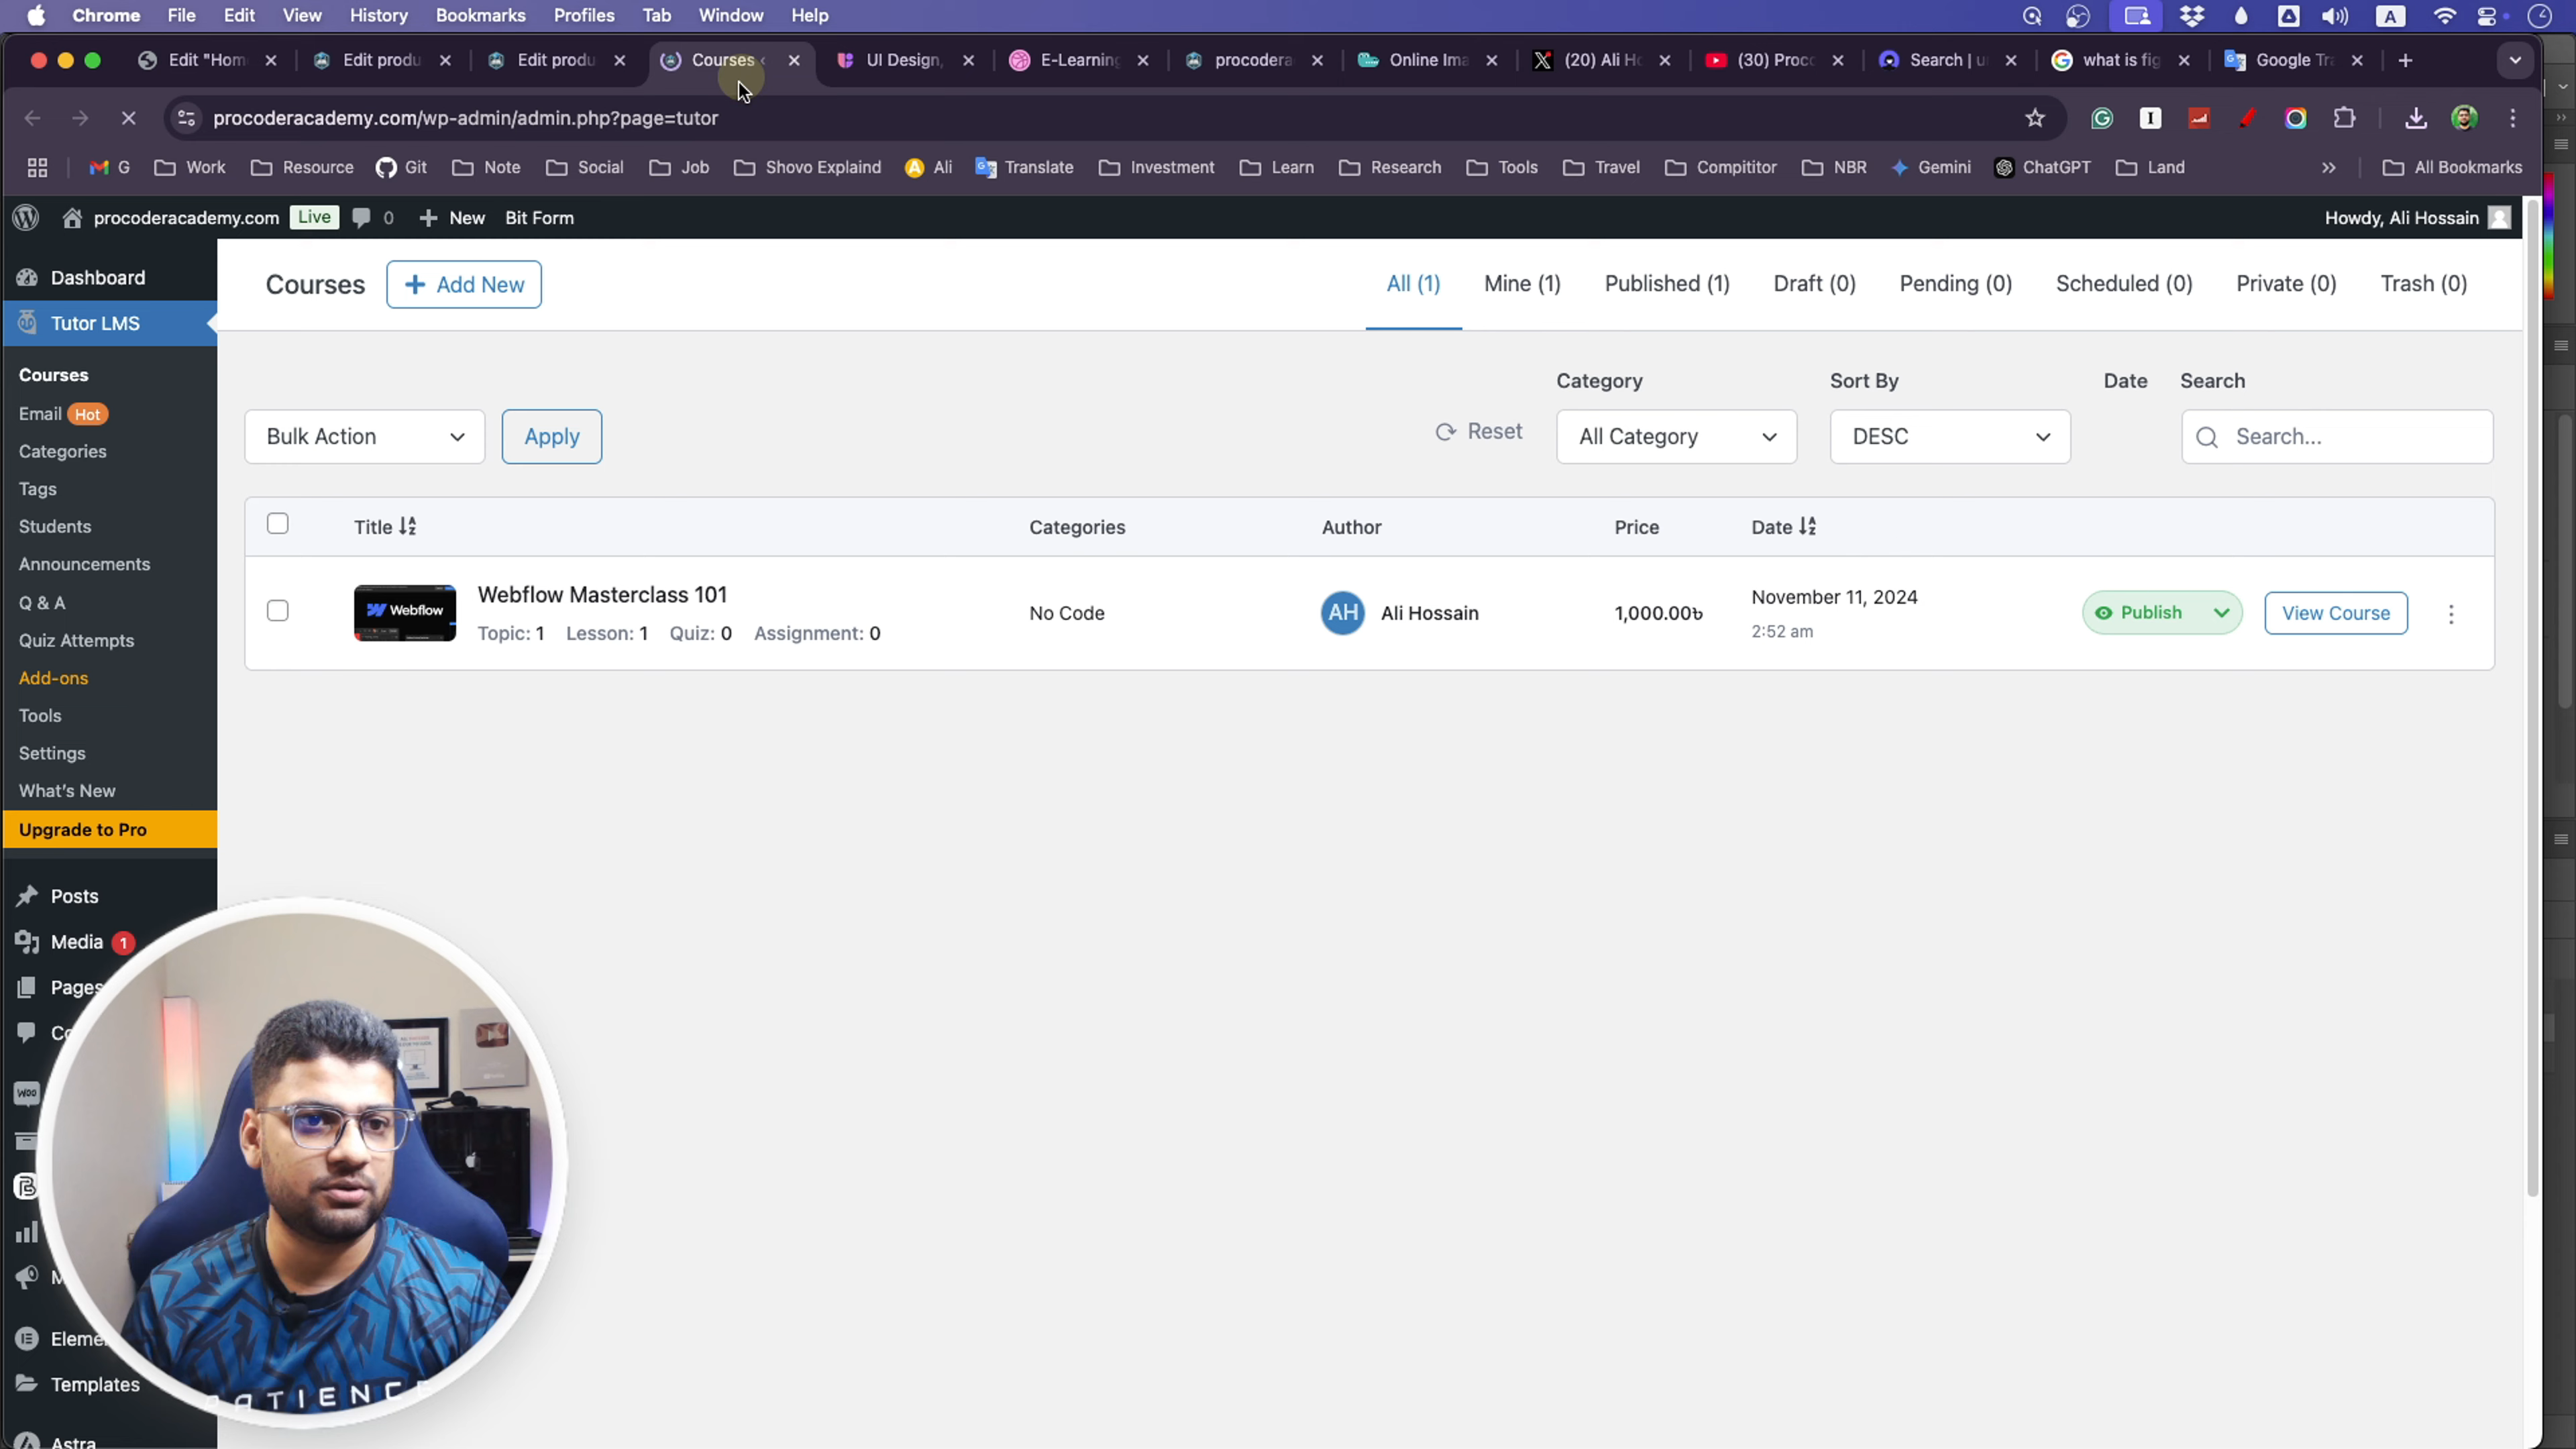 Chrome File Edit View History Bookmarks Profiles Tab Window Help
Edit "Hom Edit produ Edit produ Courses UI Design, E-Learning procodera Online Ima (20) Ali Ho (30) Proco Search | u what is fig Google Tra
procoderacademy.com/wp-admin/admin.php?page=tutor
G Work Resource Git Note Social Job Shovo Explaind Ali Translate Investment Learn Research Tools Travel Compititor NBR Gemini ChatGPT Land All Bookmarks
procoderacademy.com Live 0 New Bit Form Howdy, Ali Hossain
Dashboard
Tutor LMS
Courses
Email Hot
Categories
Tags
Students
Announcements
Q & A
Quiz Attempts
Add-ons
Tools
Settings
What's New
Upgrade to Pro
Posts
Media 1
Pages
Co
WOO
M
Eleme
Templates
Astra
Courses + Add New All (1) Mine (1) Published (1) Draft (0) Pending (0) Scheduled (0) Private (0) Trash (0)
Category Sort By Date Search
Bulk Action Apply Reset All Category DESC Search...
Title Categories Author Price Date
Webflow
Webflow Masterclass 101
Topic: 1 Lesson: 1 Quiz: 0 Assignment: 0
No Code
AH Ali Hossain
1,000.00৳
November 11, 2024
2:52 am
Publish View Course
PATIENCE